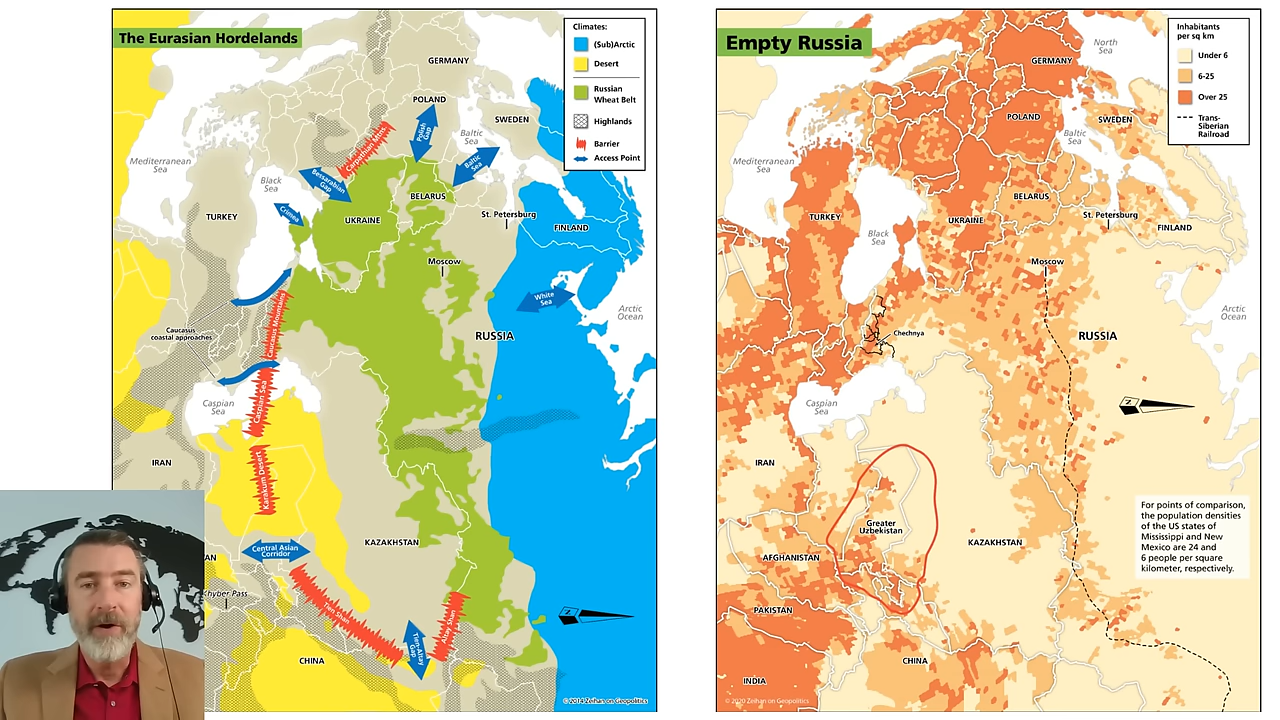 The Eurasian Hordelands
Climates:
(Sub)Arctic
Desert
Russian
Wheat Belt
Highlands
Barrier
Access Point
GERMANY
POLAND
SWEDEN
Baltic
Sea
Polish
Gap
Carpathian Mtns.
Baltic
Sea
Mediterranean
Sea
Black
Sea
Bessarabian
Gap
BELARUS
Crimea
TURKEY
UKRAINE
St. Petersburg
FINLAND
Moscow
White
Sea
Arctic
Ocean
Caucasus
coastal approaches
Caucasus Mountains
RUSSIA
Caspian
Sea
Caspian Sea
IRAN
Karakum Desert
Central Asian
Corridor
KAZAKHSTAN
AN
Khyber Pass
Tien Shan
Tien-Altay
Gap
Altay Shan
N
CHINA
© 2014 Zeihan on Geopolitics
Empty Russia
Inhabitants
per sq km
Under 6
6-25
Over 25
Trans-
Siberian
Railroad
North
Sea
GERMANY
POLAND
SWEDEN
Baltic
Sea
Mediterranean
Sea
BELARUS
TURKEY
UKRAINE
St. Petersburg
FINLAND
Black
Sea
Moscow
Arctic
Ocean
Chechnya
RUSSIA
Caspian
Sea
N
IRAN
Greater
Uzbekistan
KAZAKHSTAN
AFGHANISTAN
PAKISTAN
CHINA
INDIA
For points of comparison,
the population densities
of the US states of
Mississippi and New
Mexico are 24 and
6 people per square
kilometer, respectively.
© 2020 Zeihan on Geopolitics